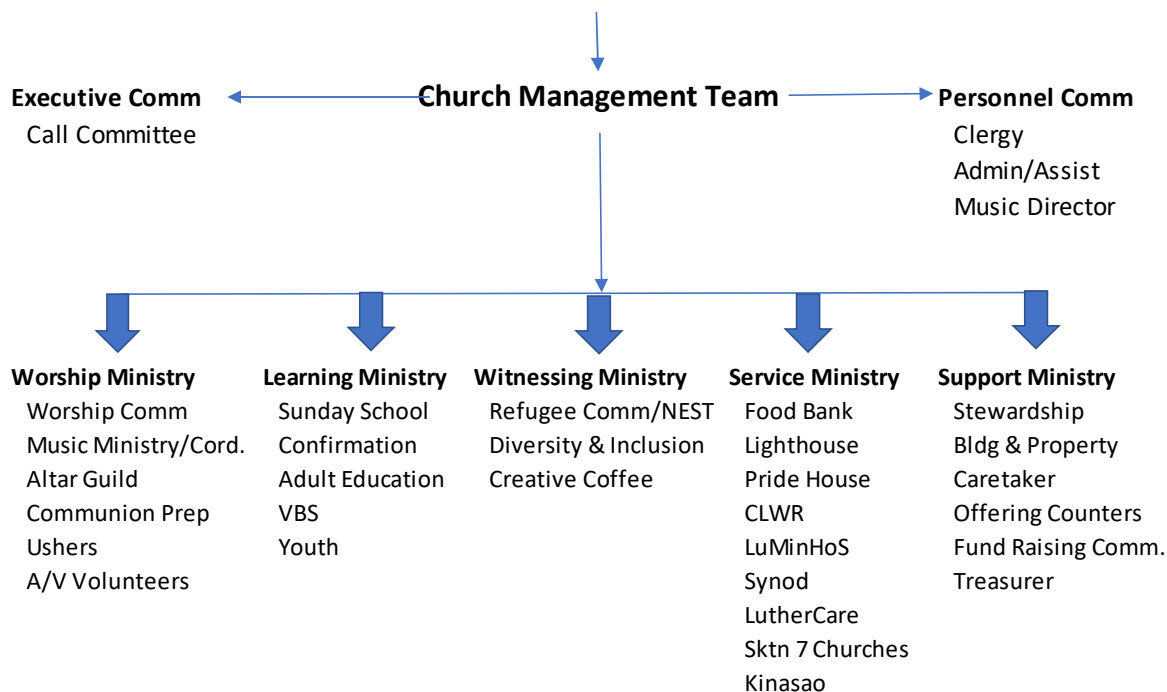 Church Management Team
Executive Comm
Call Committee
Personnel Comm
Clergy
Admin/Assist
Music Director
Worship Ministry
Worship Comm
Music Ministry/Cord.
Altar Guild
Communion Prep
Ushers
A/V Volunteers
Learning Ministry
Sunday School
Confirmation
Adult Education
VBS
Youth
Witnessing Ministry
Refugee Comm/NEST
Diversity & Inclusion
Creative Coffee
Service Ministry
Food Bank
Lighthouse
Pride House
CLWR
LuMinHoS
Synod
LutherCare
Sktn 7 Churches
Kinasao
Support Ministry
Stewardship
Bldg & Property
Caretaker
Offering Counters
Fund Raising Comm.
Treasurer